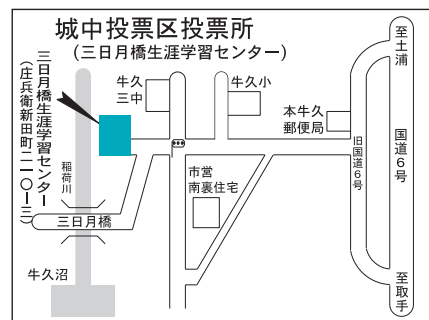 城中投票区投票所
(三日月橋生涯学習センター)
三日月橋生涯学習センター
(庄兵衛新田町二一〇ー三)
牛久
三中
牛久小
本牛久
郵便局
至土浦
国道6号
旧国道6号
至取手
市営
南裏住宅
稲荷川
三日月橋
牛久沼